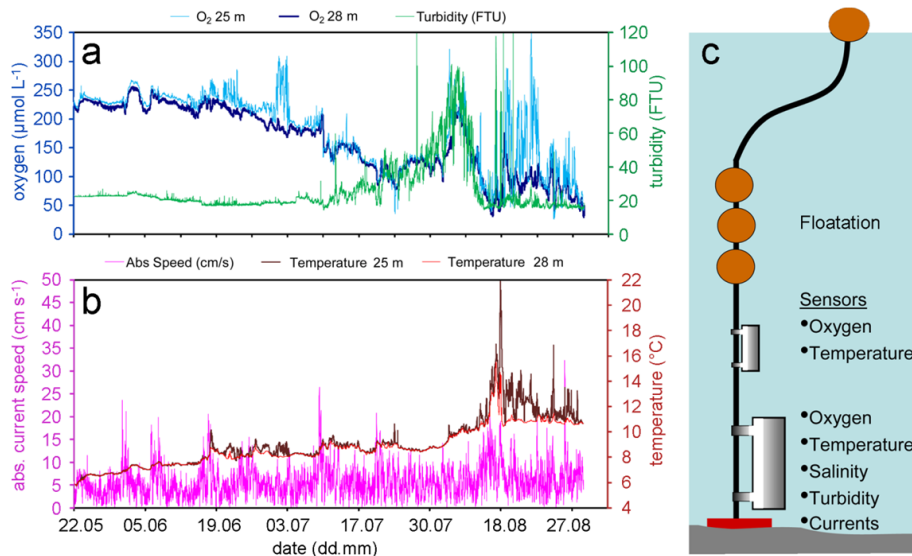 O2 25 m O2 28 m Turbidity (FTU)
a
350
300
250
200
150
100
50
0
oxygen (µmol L-1)
120
100
80
60
40
20
0
turbidity (FTU)
Abs Speed (cm/s) Temperature 25 m Temperature 28 m
b
50
45
40
35
30
25
20
15
10
5
0
abs. current speed (cm s-1)
22
20
18
16
14
12
10
8
6
4
temperature (°C)
22.05 05.06 19.06 03.07 17.07 30.07 18.08 27.08
date (dd.mm)
c
Floatation
Sensors
•Oxygen
•Temperature
•Oxygen
•Temperature
•Salinity
•Turbidity
•Currents